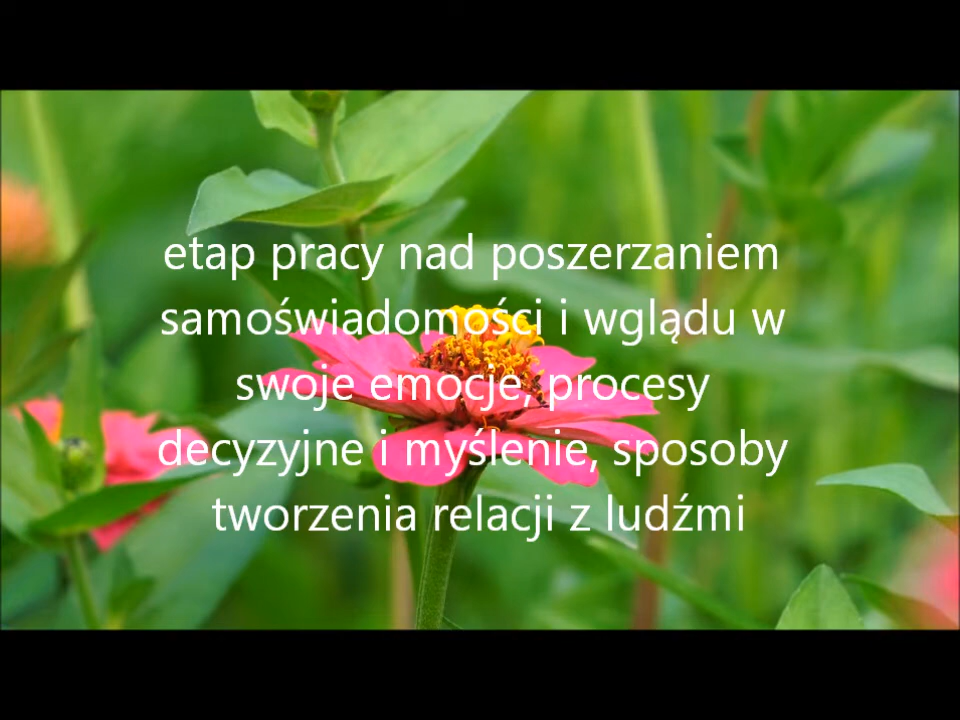 etap pracy nad poszerzaniem
samoświadomości i wglądu w
swoje emocje, procesy
decyzyjne i myślenie, sposoby
tworzenia relacji z ludźmi